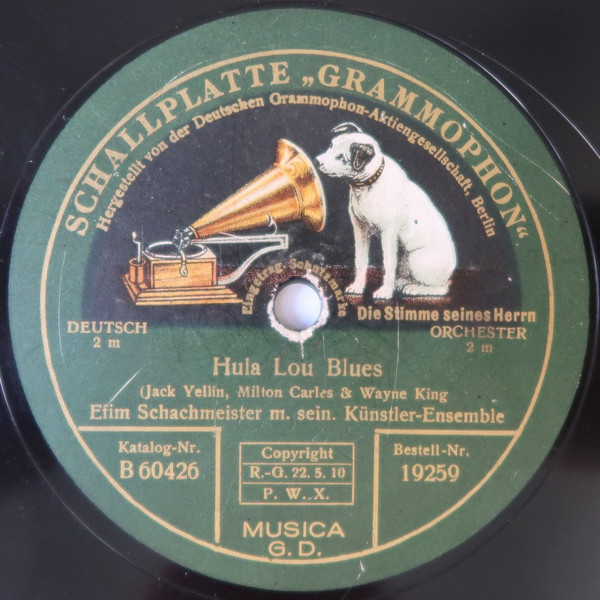 SCHALLPLATTE „GRAMMOPHON“
Hergestellt von der Deutschen Grammophon-Aktiengesellschaft, Berlin
Eingetrag. Schutzmarke
Die Stimme seines Herrn
DEUTSCH
2 m
ORCHESTER
2 m
Hula Lou Blues
(Jack Yellin, Milton Carles & Wayne King
Efim Schachmeister m. sein. Künstler-Ensemble
Katalog-Nr.
B 60426
Copyright
R.-G. 22. 5. 10
P. W. X.
Bestell-Nr.
19259
MUSICA
G.D.